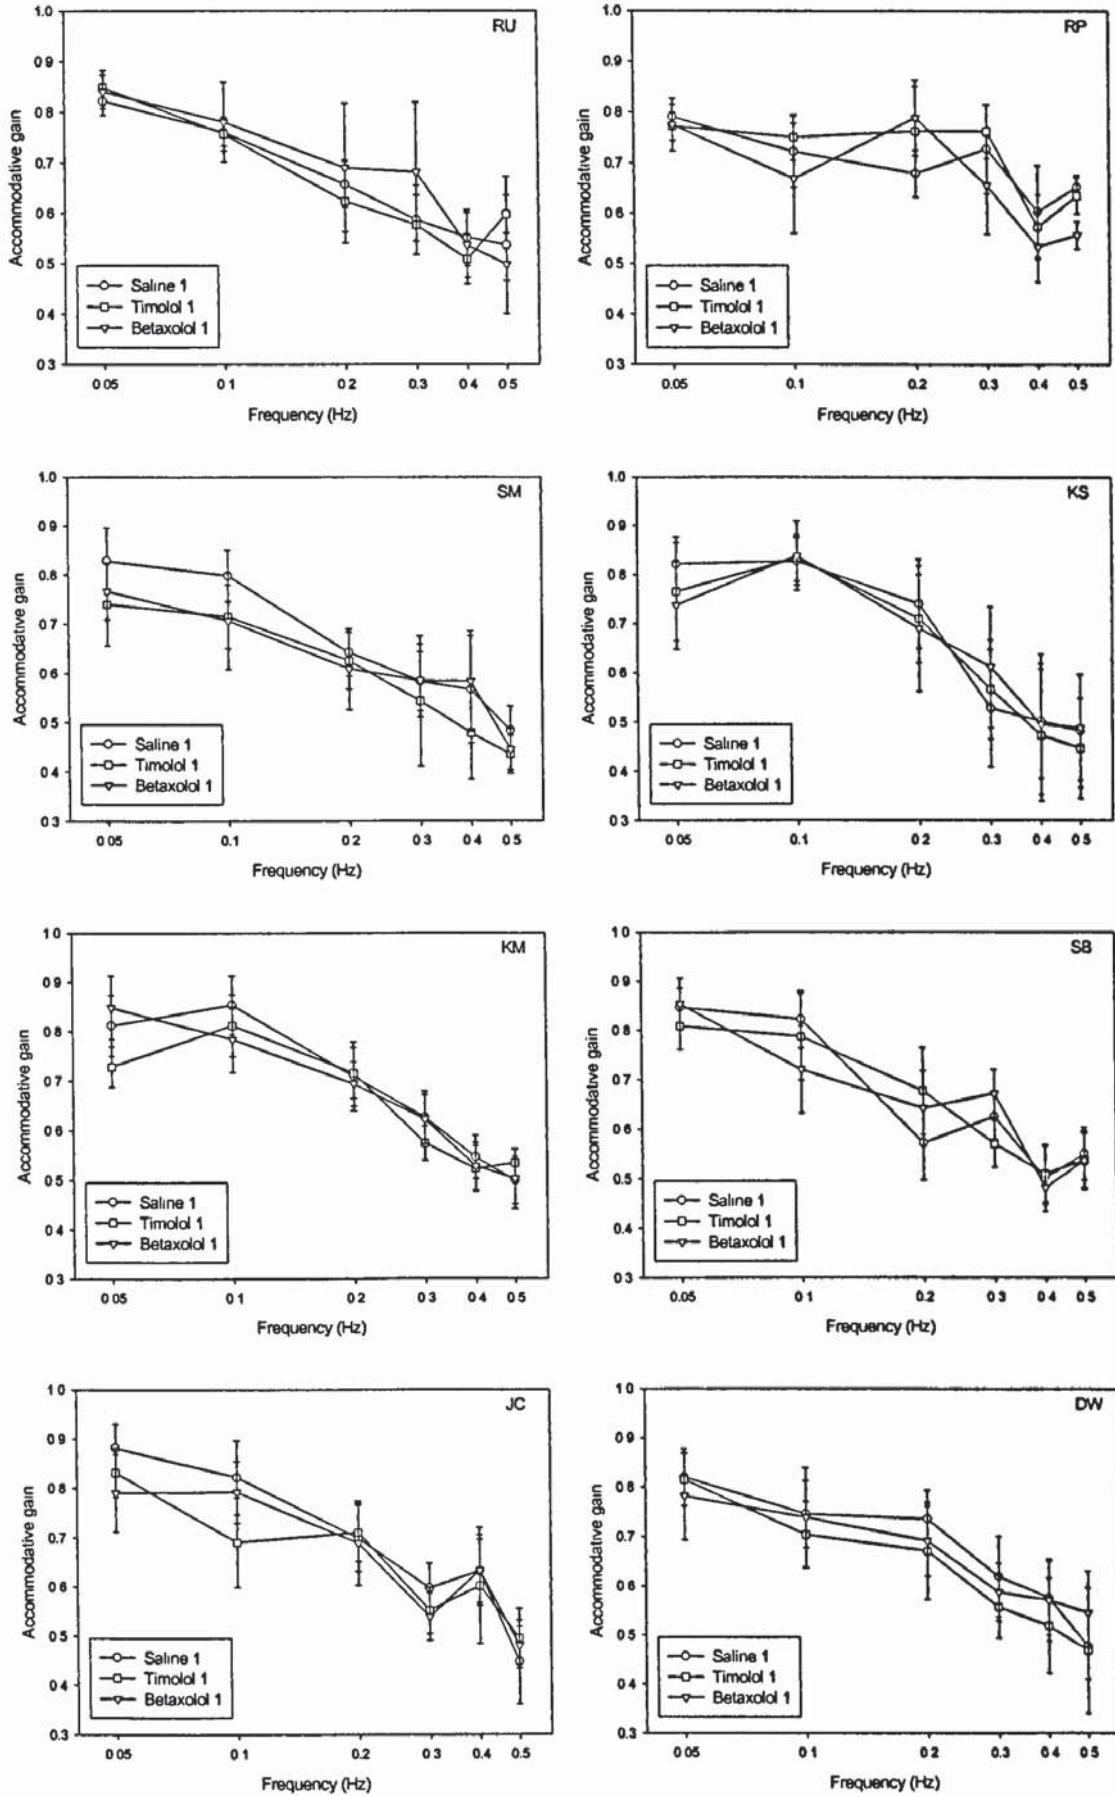 1 0
0 9
0 8
0 7
0 6
0 5
0 4
0 3
Accommodative gain
RU
Saline 1
Timolol 1
Betaxolol 1
0 05 0.1 0.2 0.3 0.4 0.5
Frequency (Hz)
1 0
0 9
0 8
0 7
0 6
0 5
0 4
0 3
Accommodative gain
RP
Saline 1
Timolol 1
Betaxolol 1
0 05 0.1 0.2 0.3 0.4 0.5
Frequency (Hz)
1.0
0 9
0 8
0 7
0 6
0 5
0 4
0 3
Accommodative gain
SM
Saline 1
Timolol 1
Betaxolol 1
0 05 0.1 0.2 0.3 0.4 0.5
Frequency (Hz)
1.0
0 9
0 8
0 7
0 6
0 5
0 4
0 3
Accommodative gain
KS
Saline 1
Timolol 1
Betaxolol 1
0 05 0.1 0.2 0.3 0.4 0.5
Frequency (Hz)
1.0
0 9
0 8
0 7
0 6
0 5
0 4
0 3
Accommodative gain
KM
Saline 1
Timolol 1
Betaxolol 1
0 05 0.1 0 2 0 3 0.4 0.5
Frequency (Hz)
1.0
0 9
0 8
0 7
0 6
0 5
0 4
0 3
Accommodative gain
SB
Saline 1
Timolol 1
Betaxolol 1
0 05 0.1 0 2 0 3 0.4 0 5
Frequency (Hz)
1 0
0 9
0.8
0 7
0 6
0 5
0 4
0 3
Accommodative gain
JC
Saline 1
Timolol 1
Betaxolol 1
0 05 0.1 0.2 0 3 0.4 0.5
Frequency (Hz)
1 0
0 9
0 8
0 7
0 6
0 5
0.4
0 3
Accommodative gain
DW
Saline 1
Timolol 1
Betaxolol 1
0 05 0.1 0 2 0 3 0 4 0.5
Frequency (Hz)